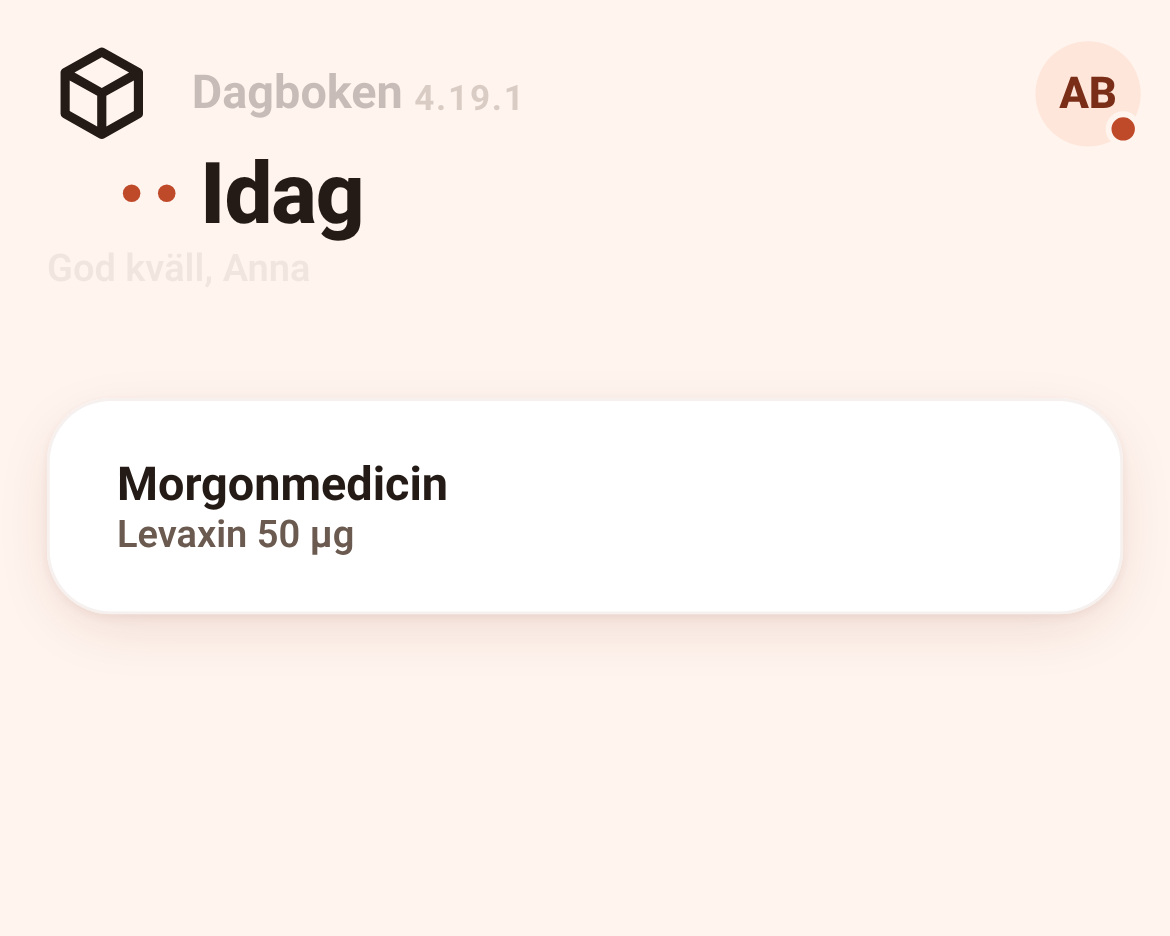 Dagboken 4.19.1
AB
Idag
God kväll, Anna
Morgonmedicin
Levaxin 50 µg